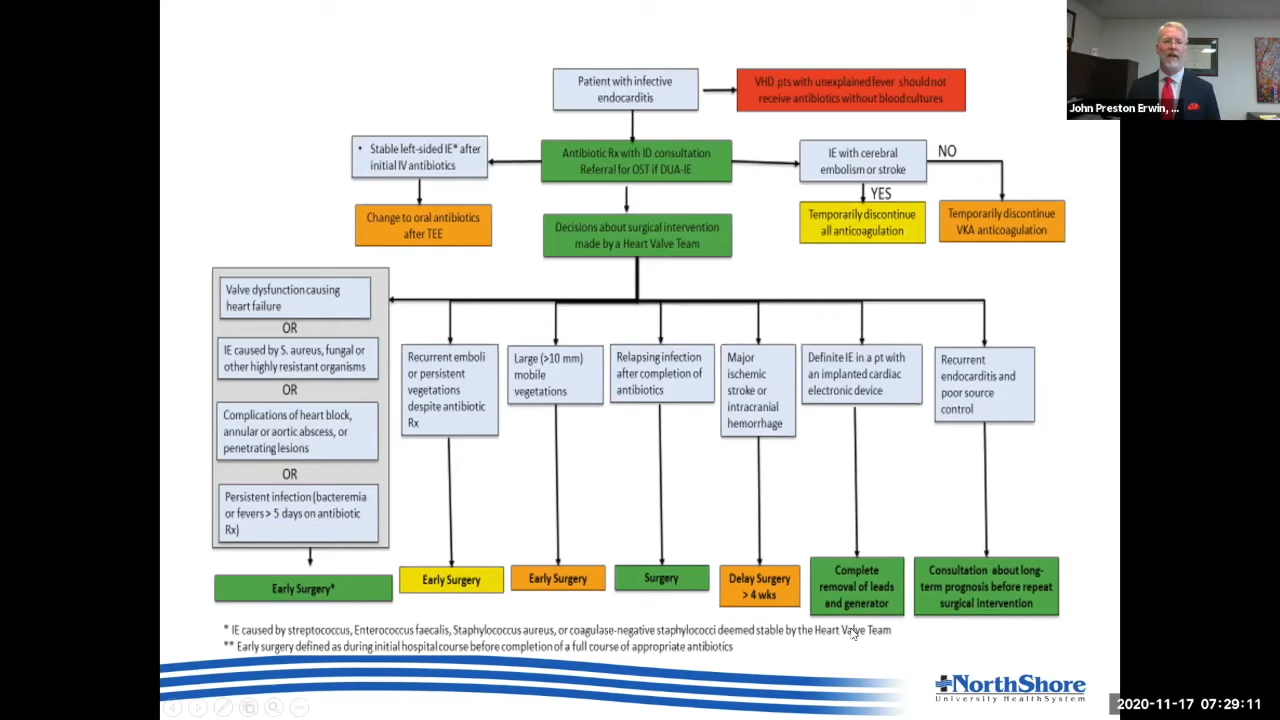 John Preston Erwin, ...
Patient with infective
endocarditis
VHD pts with unexplained fever should not
receive antibiotics without blood cultures
• Stable left-sided IE* after
initial IV antibiotics
Antibiotic Rx with ID consultation
Referral for OST if DUA-IE
IE with cerebral
embolism or stroke
NO
YES
Change to oral antibiotics
after TEE
Decisions about surgical intervention
made by a Heart Valve Team
Temporarily discontinue
all anticoagulation
Temporarily discontinue
VKA anticoagulation
Valve dysfunction causing
heart failure
OR
IE caused by S. aureus, fungal or
other highly resistant organisms
OR
Complications of heart block,
annular or aortic abscess, or
penetrating lesions
OR
Persistent infection (bacteremia
or fevers > 5 days on antibiotic
Rx)
Recurrent emboli
or persistent
vegetations
despite antibiotic
Rx
Large (>10 mm)
mobile
vegetations
Relapsing infection
after completion of
antibiotics
Major
ischemic
stroke or
intracranial
hemorrhage
Definite IE in a pt with
an implanted cardiac
electronic device
Recurrent
endocarditis and
poor source
control
Early Surgery*
Early Surgery
Early Surgery
Surgery
Delay Surgery
> 4 wks
Complete
removal of leads
and generator
Consultation about long-
term prognosis before repeat
surgical intervention
* IE caused by streptococcus, Enterococcus faecalis, Staphylococcus aureus, or coagulase-negative staphylococci deemed stable by the Heart Valve Team
** Early surgery defined as during initial hospital course before completion of a full course of appropriate antibiotics
NorthShore
University HealthSystem
2020-11-17 07:29:11